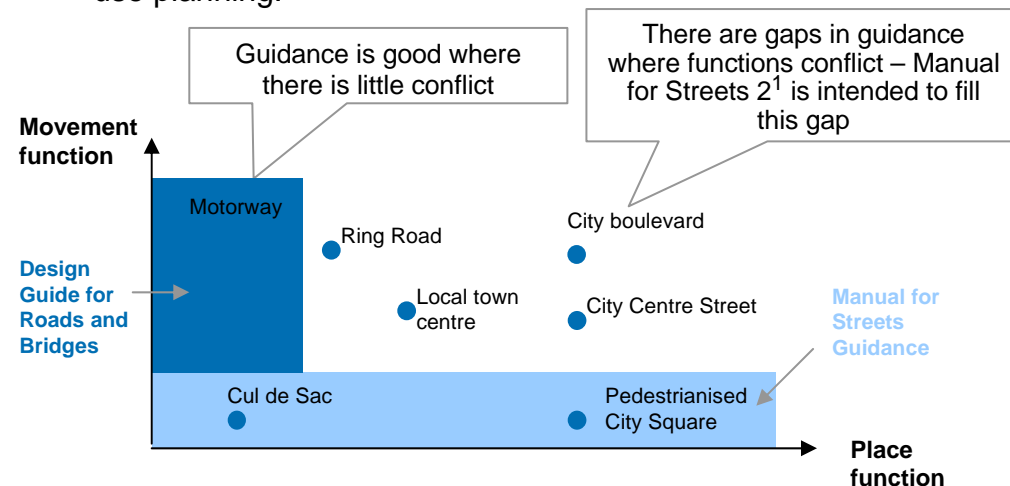 use planning.
Guidance is good where
there is little conflict
There are gaps in guidance
where functions conflict – Manual
for Streets 2¹ is intended to fill
this gap
Movement
function
Motorway
Ring Road
City boulevard
Design
Guide for
Roads and
Bridges
Local town
centre
City Centre Street
Manual for
Streets
Guidance
Cul de Sac
Pedestrianised
City Square
Place
function